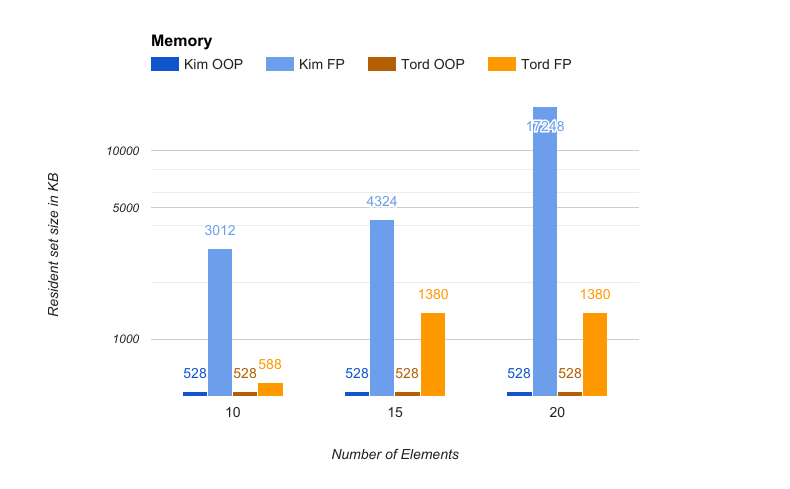 Memory
Kim OOP Kim FP Tord OOP Tord FP
17248
10000
5000
4324
3012
1380 1380
1000
588
528 528 528 528 528 528
10 15 20
Resident set size in KB
Number of Elements